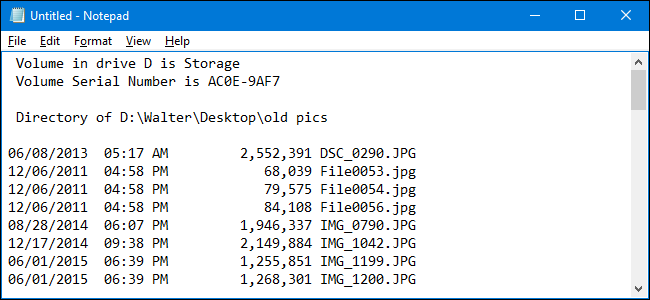 Untitled - Notepad
File Edit Format View Help
Volume in drive D is Storage
Volume Serial Number is AC0E-9AF7
Directory of D:\Walter\Desktop\old pics
06/08/2013  05:17 AM         2,552,391 DSC_0290.JPG
12/06/2011  04:58 PM            68,039 File0053.jpg
12/06/2011  04:58 PM            79,575 File0054.jpg
12/06/2011  04:58 PM            84,108 File0056.jpg
08/28/2014  06:07 PM         1,946,337 IMG_0790.JPG
12/17/2014  09:38 PM         2,149,884 IMG_1042.JPG
06/01/2015  06:39 PM         1,255,851 IMG_1199.JPG
06/01/2015  06:39 PM         1,268,301 IMG_1200.JPG